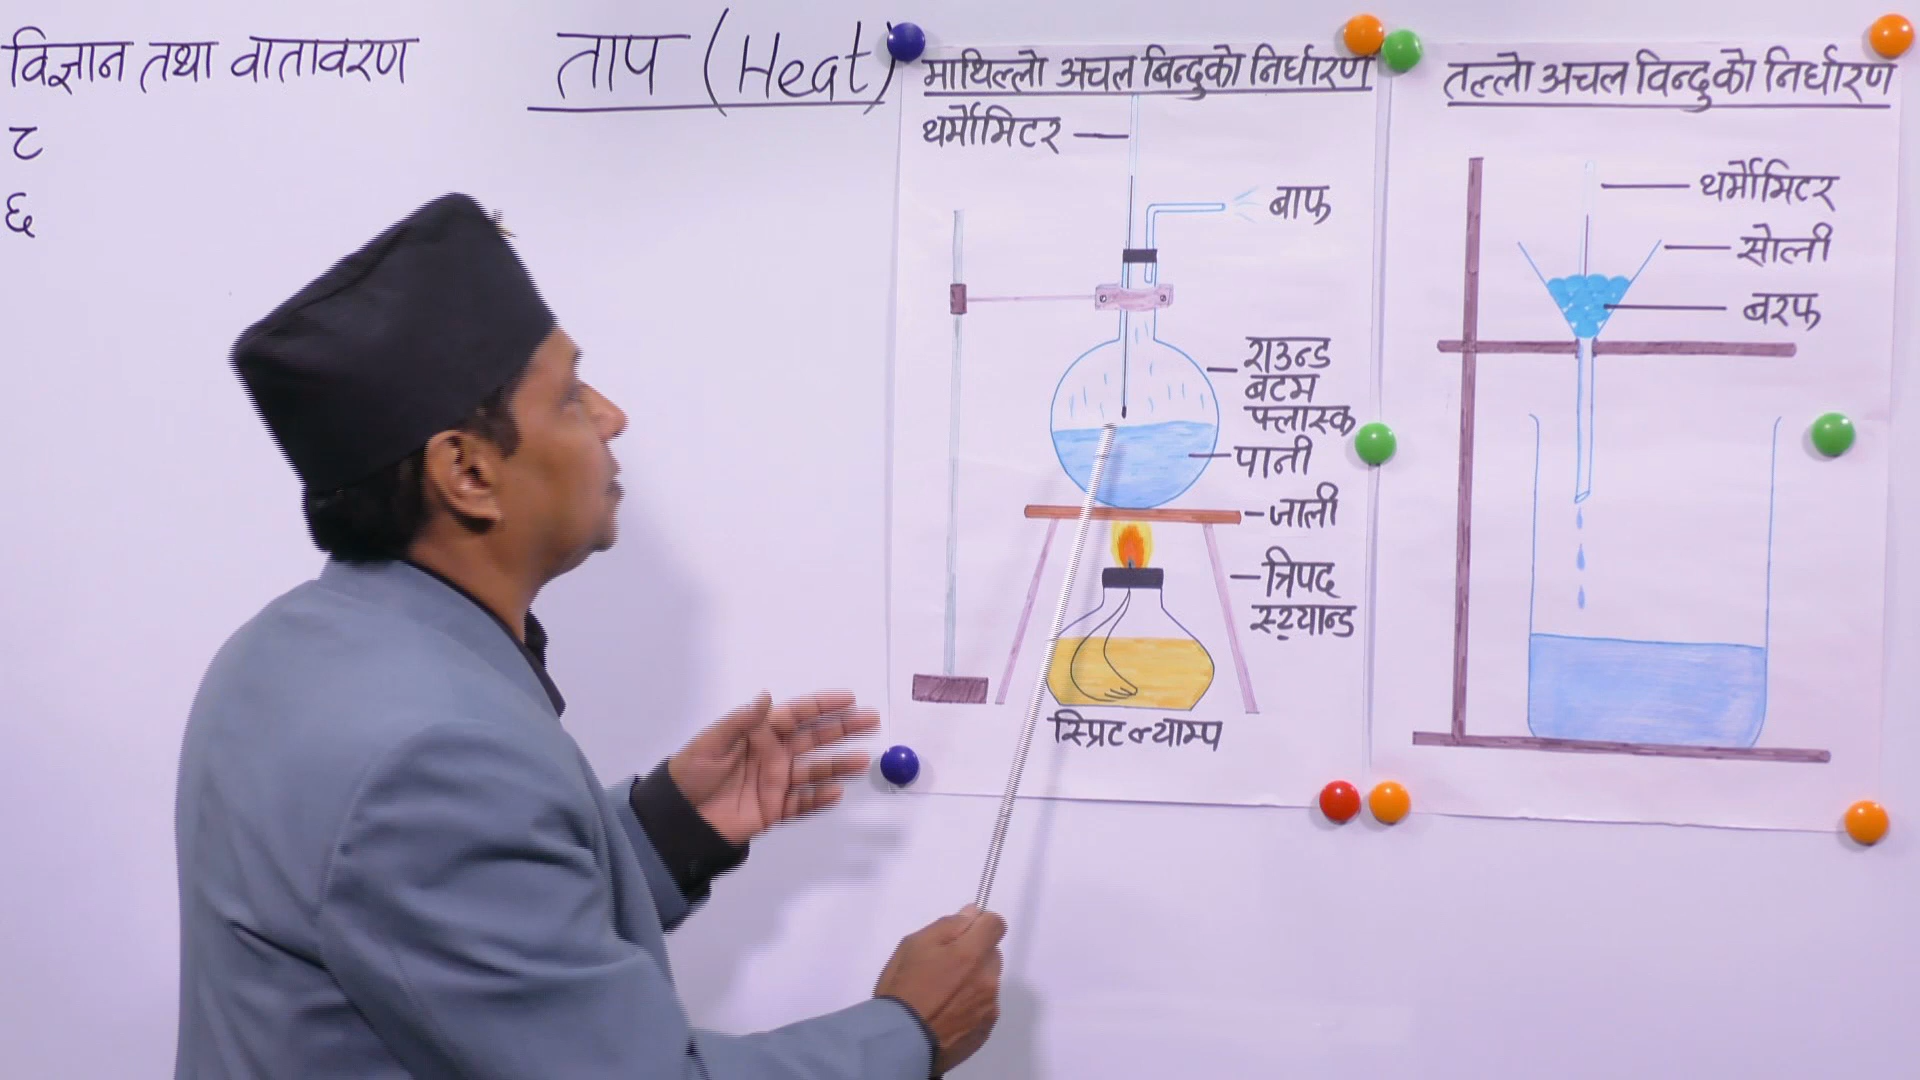 विज्ञान तथा वातावरण
८
६
ताप (Heat)
माथिल्लो अचल बिन्दुको निर्धारण
थर्मोमिटर
बाफ
राउन्ड
बटम
फ्लास्क
पानी
जाली
त्रिपद
स्ट्यान्ड
स्प्रिट ल्याम्प
तल्लो अचल विन्दुको निर्धारण
थर्मोमिटर
सोली
बरफ